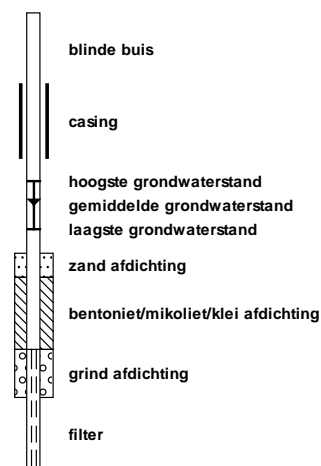 blinde buis
casing
hoogste grondwaterstand
gemiddelde grondwaterstand
laagste grondwaterstand
zand afdichting
bentoniet/mikoliet/klei afdichting
grind afdichting
filter